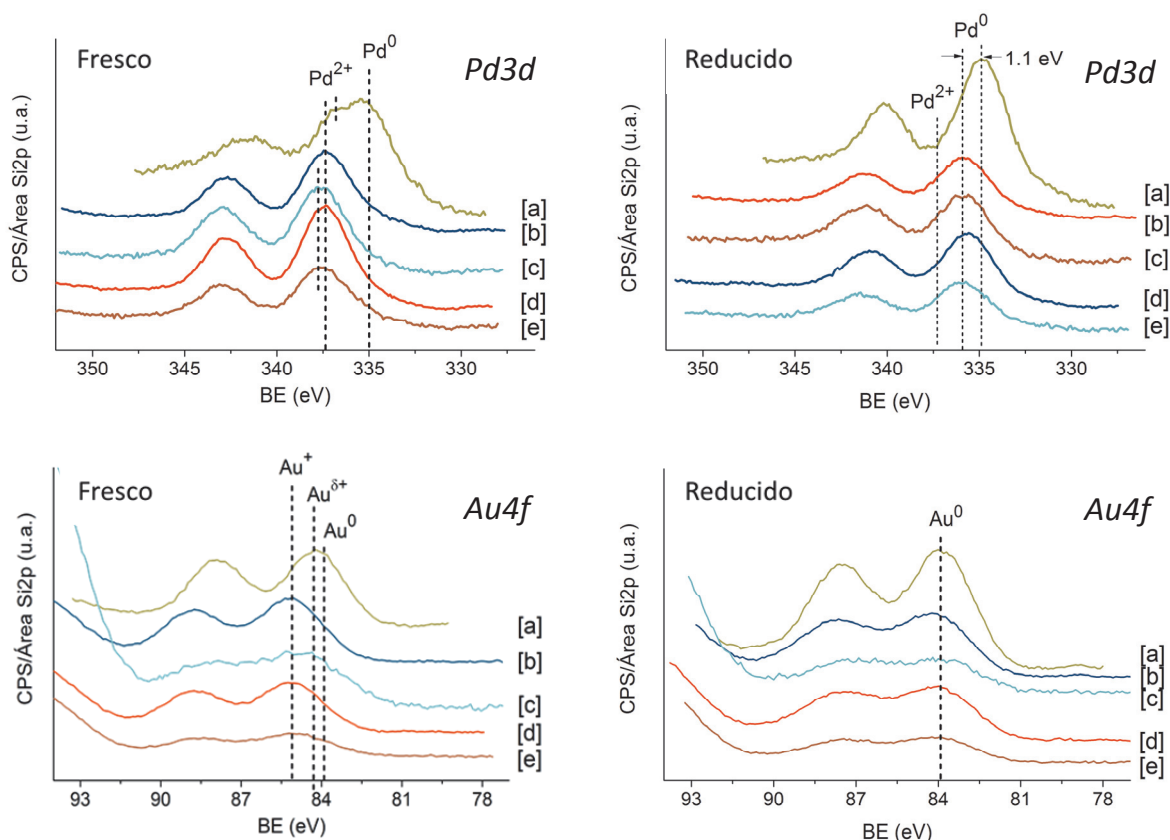 Fresco
Pd²⁺
Pd⁰
Pd3d
CPS/Área Si2p (u.a.)
[a]
[b]
[c]
[d]
[e]
350 345 340 335 330
BE (eV)
Reducido
Pd²⁺
Pd⁰
1.1 eV
Pd3d
CPS/Área Si2p (u.a.)
[a]
[b]
[c]
[d]
[e]
350 345 340 335 330
BE (eV)
Fresco
Au⁺
Auᵟ⁺
Au⁰
Au4f
CPS/Área Si2p (u.a.)
[a]
[b]
[c]
[d]
[e]
93 90 87 84 81 78
BE (eV)
Reducido
Au⁰
Au4f
CPS/Área Si2p (u.a.)
[a]
[b]
[c]
[d]
[e]
93 90 87 84 81 78
BE (eV)